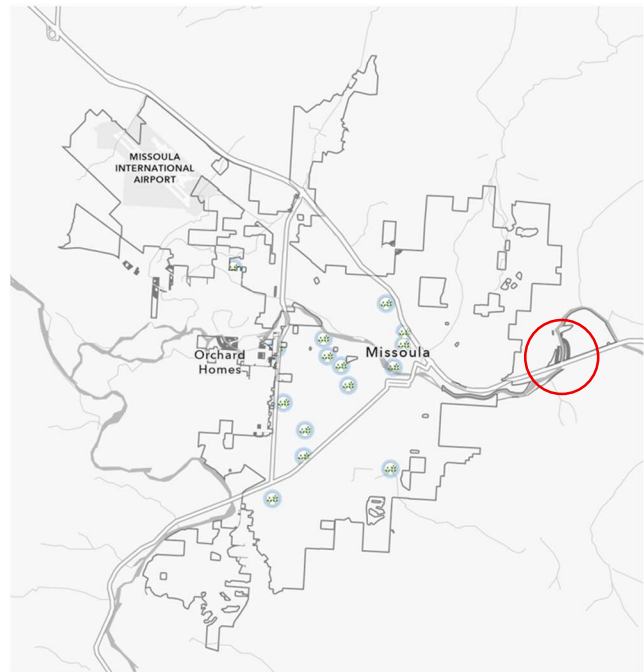 MISSOULA
INTERNATIONAL
AIRPORT
Orchard
Homes
Missoula